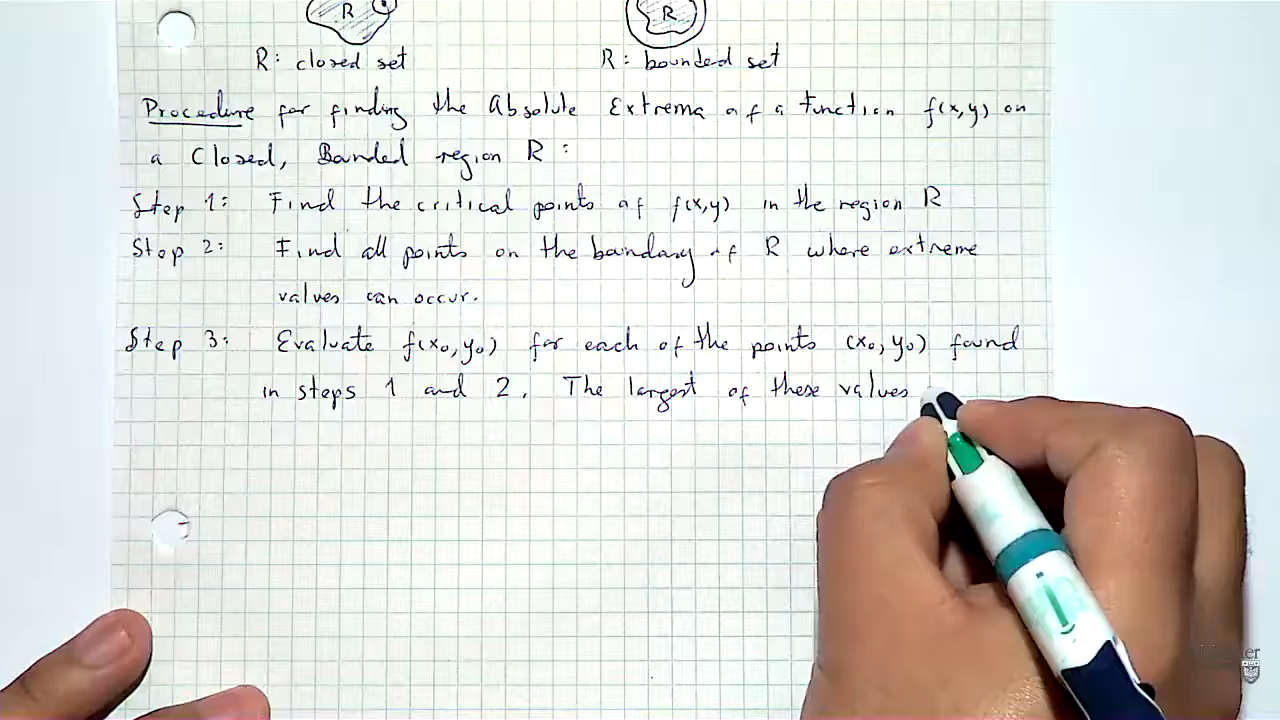 R R
R: closed set R: bounded set
Procedure for finding the Absolute Extrema of a function f(x,y) on
a Closed, Bounded region R:
Step 1: Find the critical points of f(x,y) in the region R
Step 2: Find all points on the boundary of R where extreme
values can occur.
Step 3: Evaluate f(x₀,y₀) for each of the points (x₀,y₀) found
in steps 1 and 2. The largest of these values